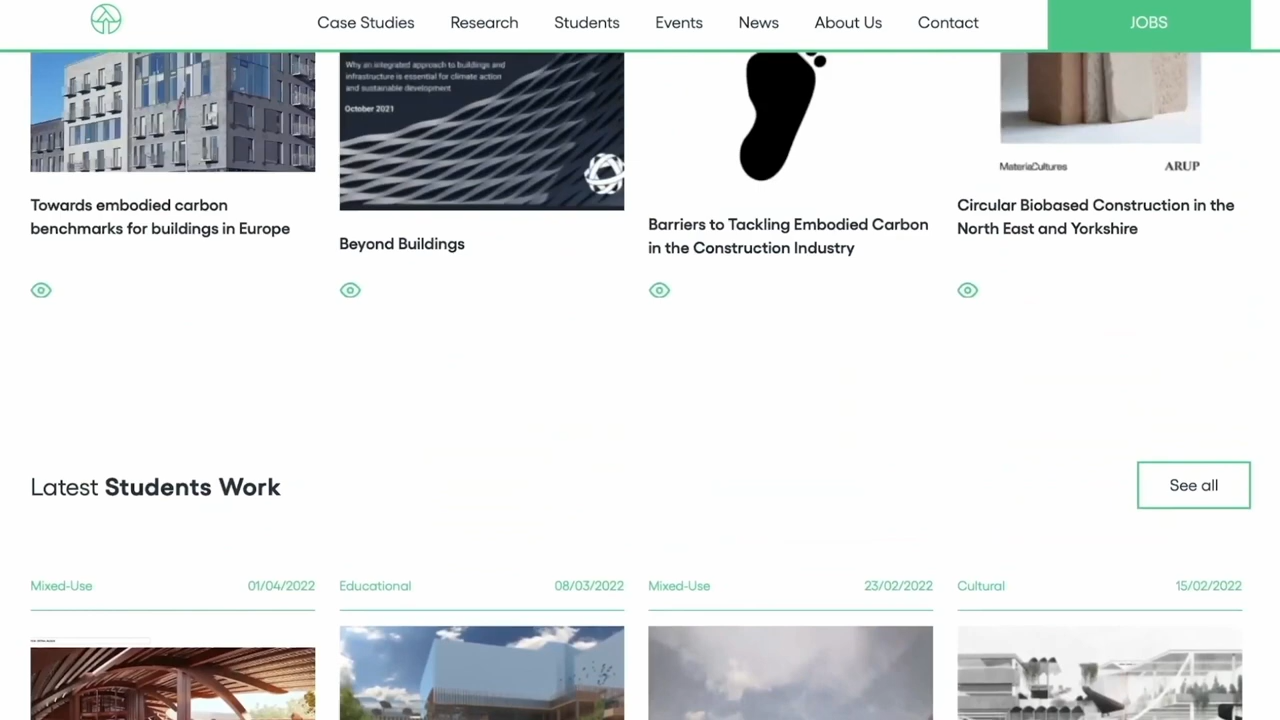 Case Studies Research Students Events News About Us Contact JOBS
Why an integrated approach to buildings and
infrastructure is essential for climate action
and sustainable development
October 2021
MateriaCultures ARUP
Towards embodied carbon
benchmarks for buildings in Europe
Beyond Buildings
Barriers to Tackling Embodied Carbon
in the Construction Industry
Circular Biobased Construction in the
North East and Yorkshire
Latest Students Work
See all
Mixed-Use 01/04/2022
Educational 08/03/2022
Mixed-Use 23/02/2022
Cultural 15/02/2022